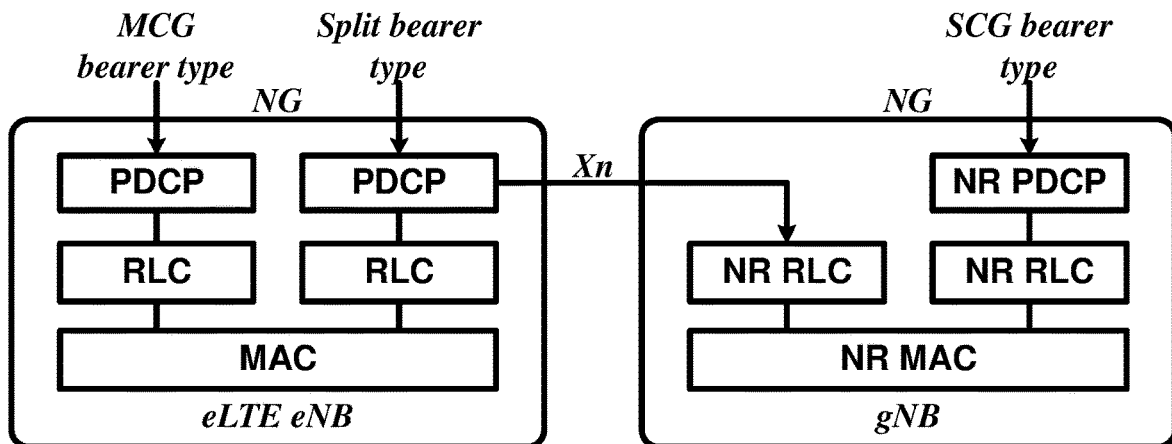 MCG
bearer type
Split bearer
type
SCG bearer
type
NG
NG
PDCP
PDCP
Xn
NR PDCP
RLC
RLC
NR RLC
NR RLC
MAC
NR MAC
eLTE eNB
gNB